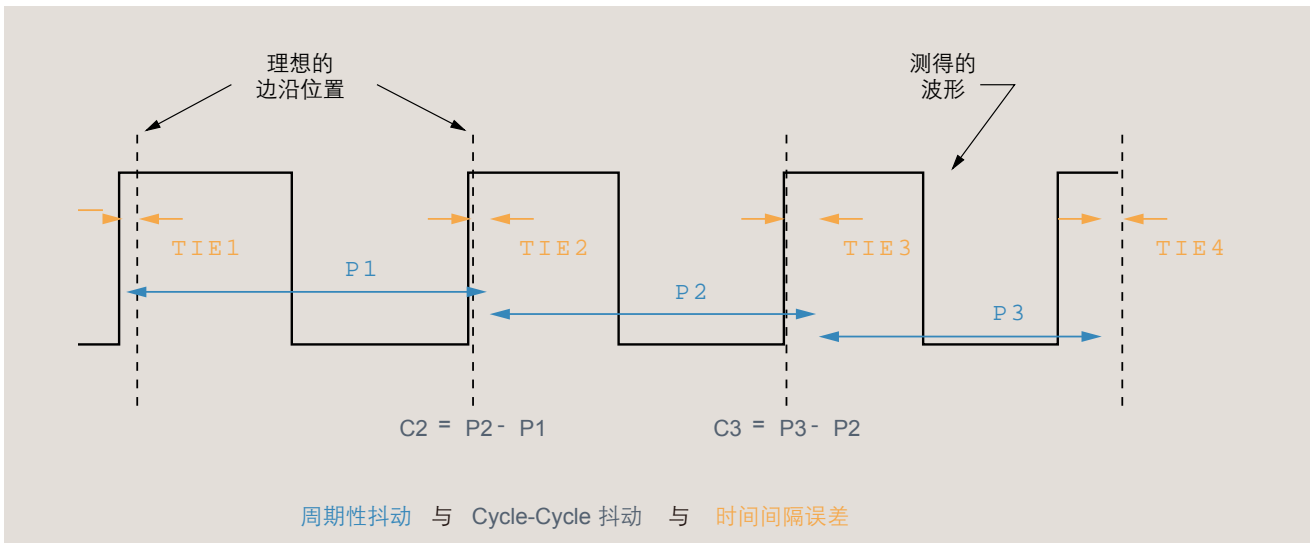 理想的
边沿位置
测得的
波形
TIE1
TIE2
TIE3
TIE4
P1
P2
P3
C2 = P2 - P1
C3 = P3 - P2
周期性抖动 与 Cycle-Cycle 抖动 与 时间间隔误差